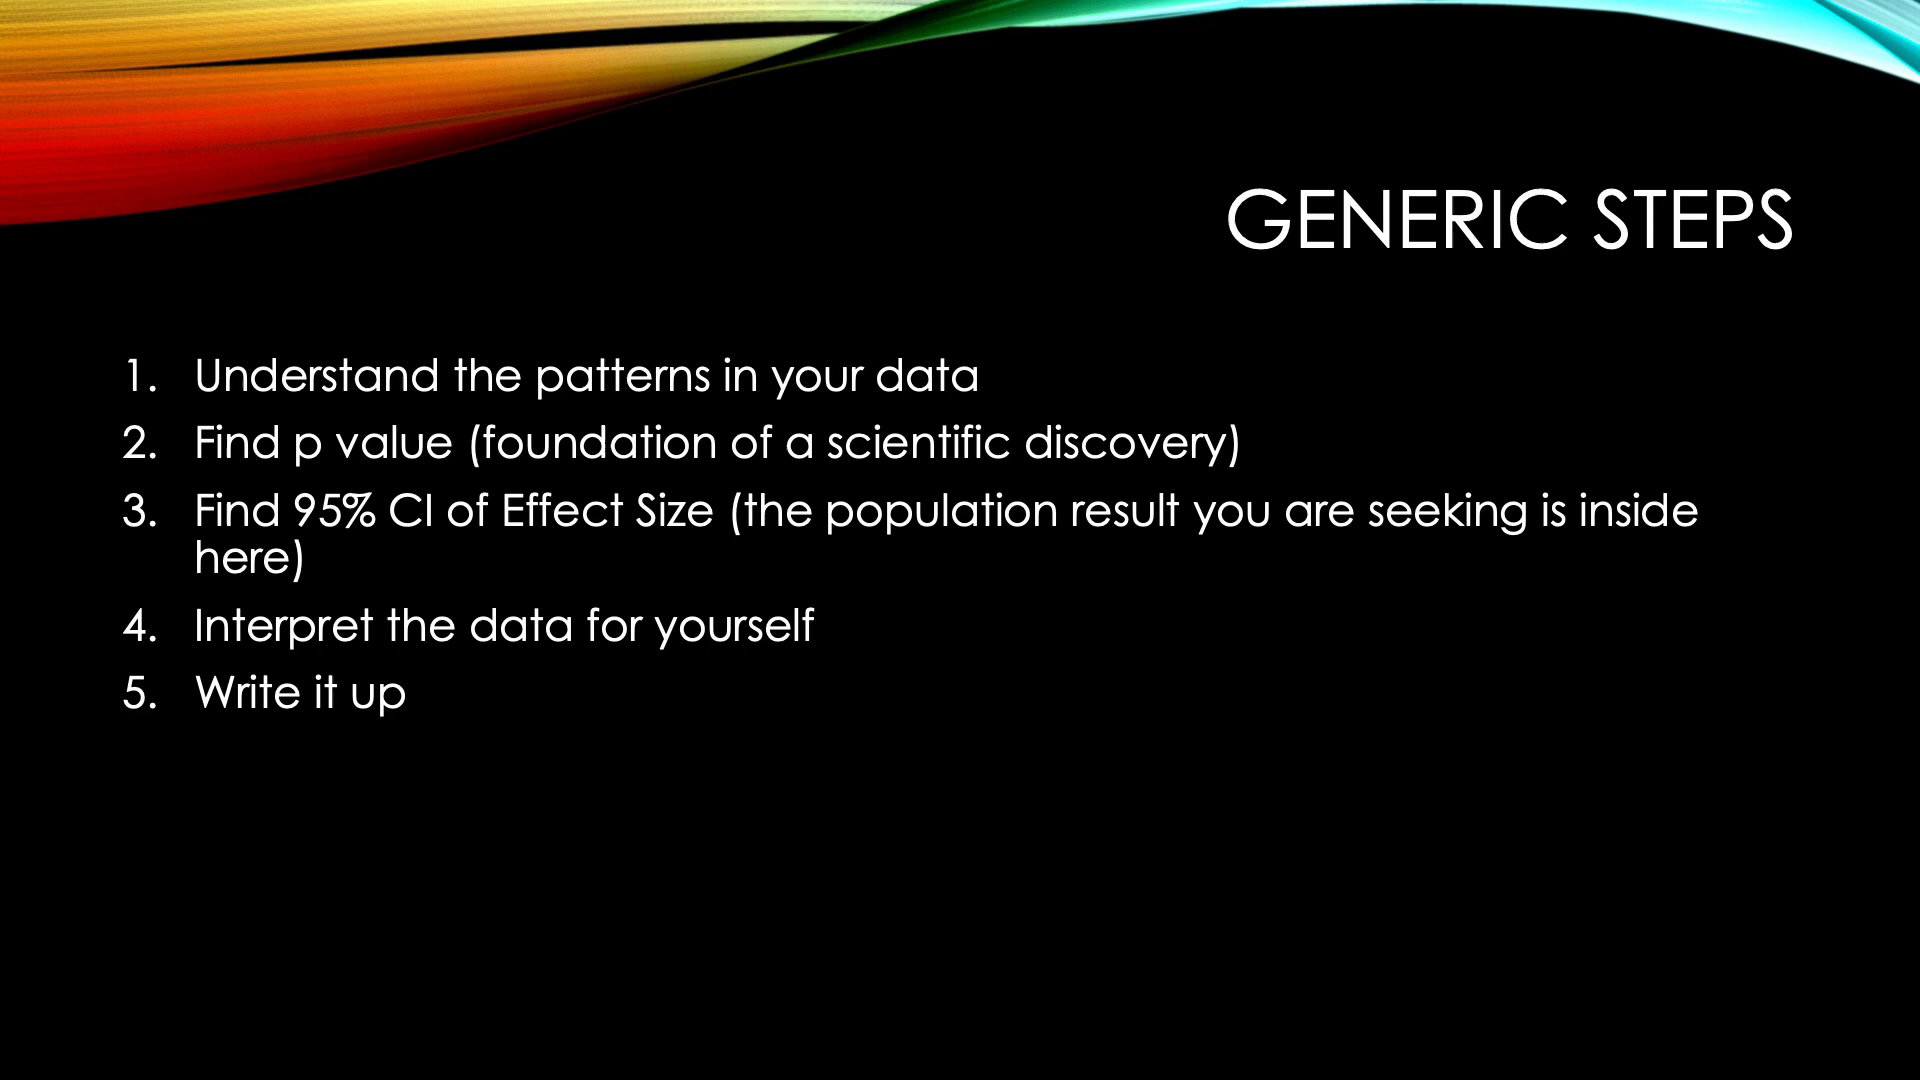 GENERIC STEPS
1. Understand the patterns in your data
2. Find p value (foundation of a scientific discovery)
3. Find 95% CI of Effect Size (the population result you are seeking is inside
here)
4. Interpret the data for yourself
5. Write it up